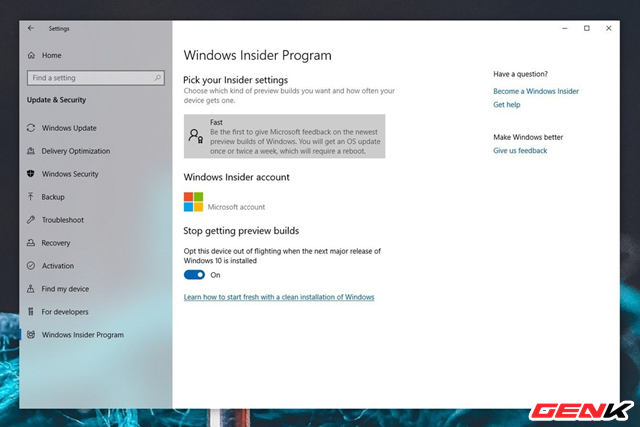 Settings
Home
Find a setting
Update & Security
Windows Update
Delivery Optimization
Windows Security
Backup
Troubleshoot
Recovery
Activation
Find my device
For developers
Windows Insider Program
Windows Insider Program
Pick your Insider settings
Choose which kind of preview builds you want and how often your
device gets one.
Fast
Be the first to give Microsoft feedback on the newest
preview builds of Windows. You will get an OS update
once or twice a week, which will require a reboot.
Windows Insider account
Microsoft account
Stop getting preview builds
Opt this device out of flighting when the next major release of
Windows 10 is installed
On
Learn how to start fresh with a clean installation of Windows
Have a question?
Become a Windows Insider
Get help
Make Windows better
Give us feedback
GENK